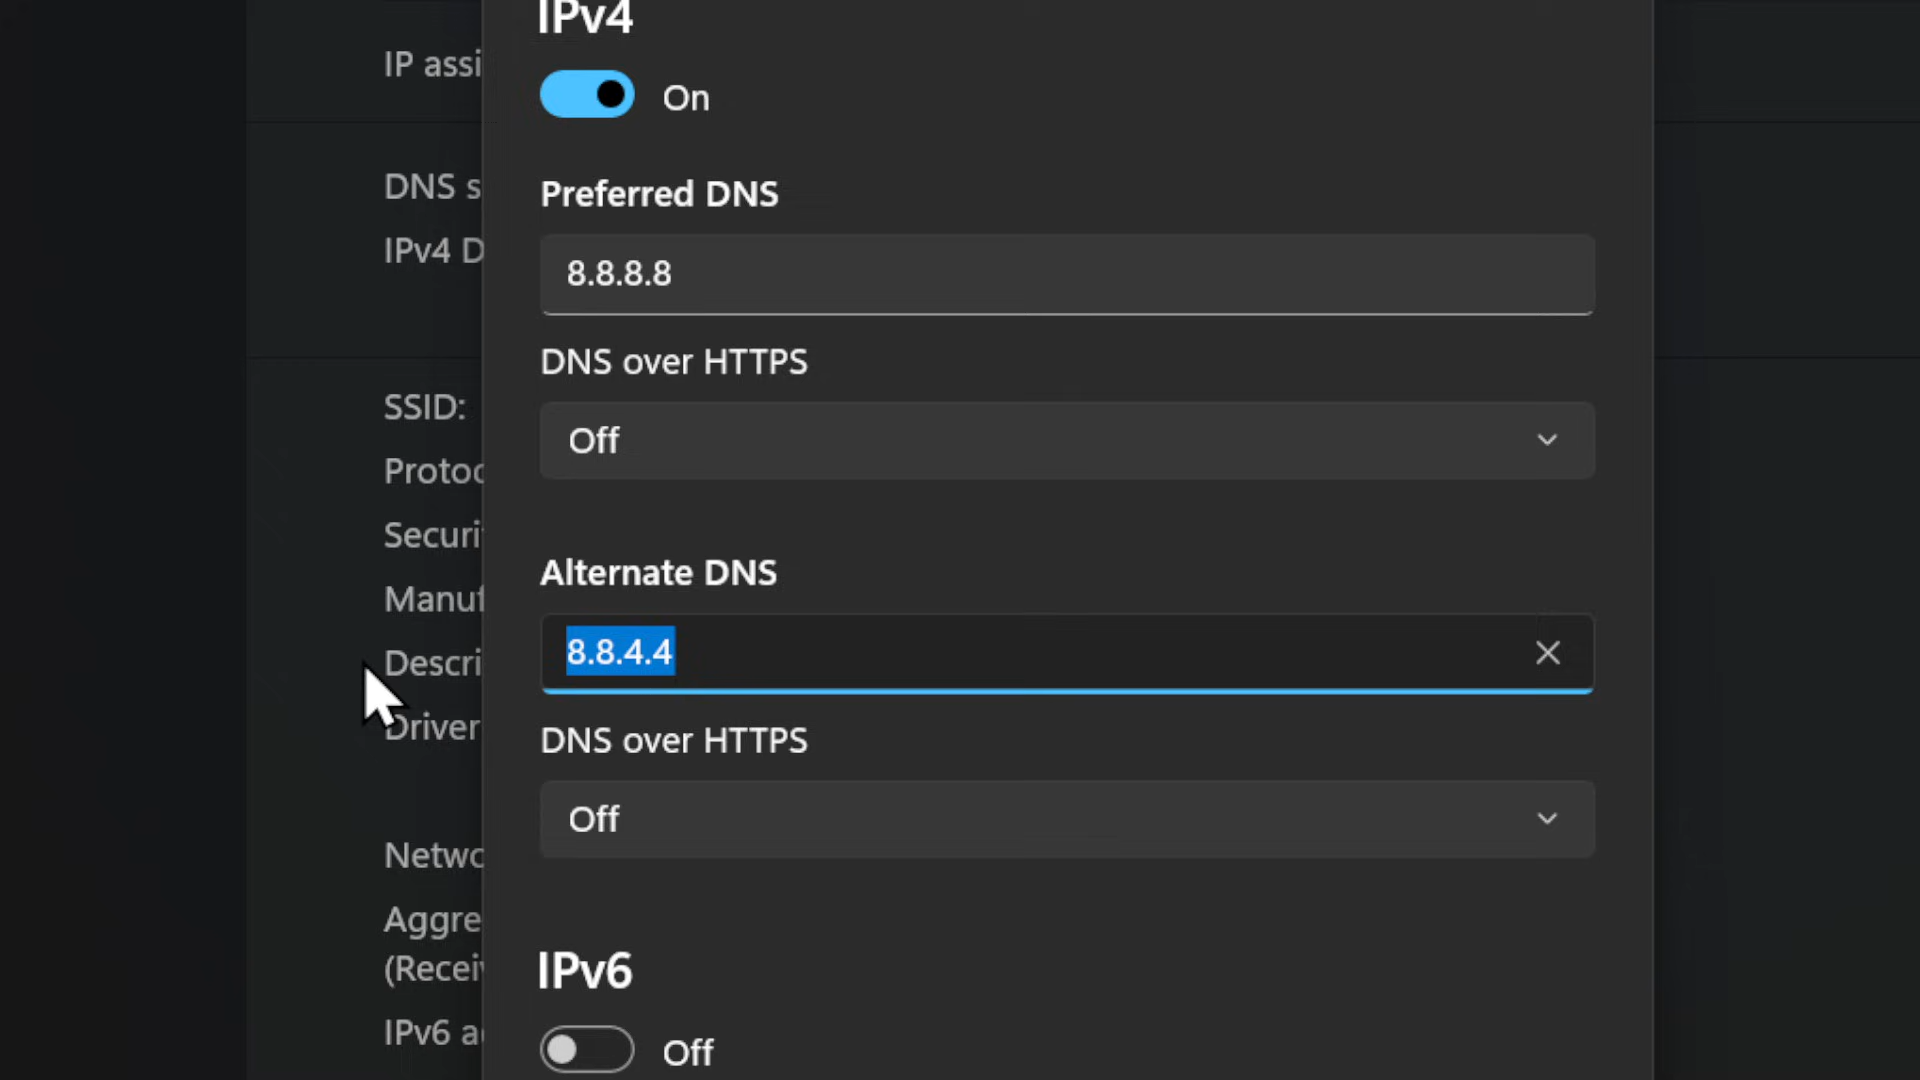 IPv4
IP assi
On
DNS s
Preferred DNS
IPv4 D
8.8.8.8
DNS over HTTPS
SSID:
Off
Protoc
Securi
Alternate DNS
Manuf
8.8.4.4
Descri
Driver
DNS over HTTPS
Off
Netwo
Aggre
(Recei
IPv6
IPv6 a
Off